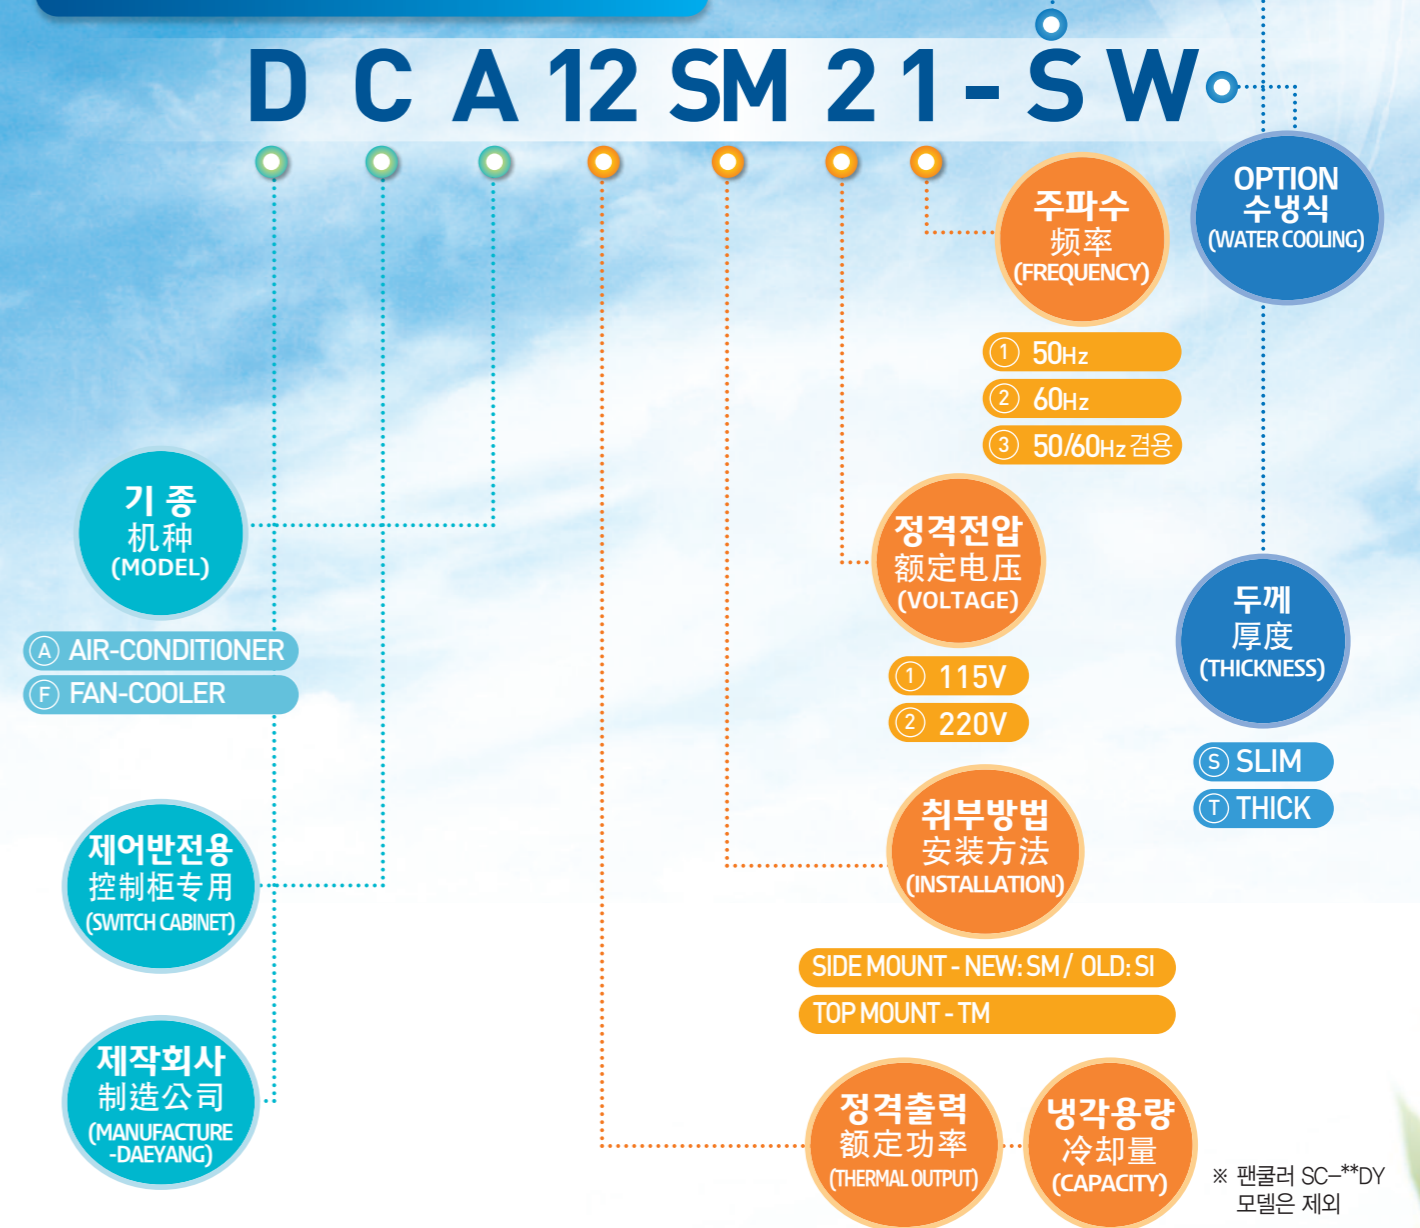 D C A 12 SM 2 1 - S W
OPTION
수냉식
(WATER COOLING)
주파수
频率
(FREQUENCY)
① 50Hz
② 60Hz
③ 50/60Hz겸용
기 종
机种
(MODEL)
Ⓐ AIR-CONDITIONER
Ⓕ FAN-COOLER
정격전압
额定电压
(VOLTAGE)
① 115V
② 220V
두께
厚度
(THICKNESS)
Ⓢ SLIM
Ⓣ THICK
제어반전용
控制柜专用
(SWITCH CABINET)
취부방법
安装方法
(INSTALLATION)
SIDE MOUNT - NEW: SM / OLD: SI
TOP MOUNT - TM
제작회사
制造公司
(MANUFACTURE
-DAEYANG)
정격출력
额定功率
(THERMAL OUTPUT)
냉각용량
冷却量
(CAPACITY)
※ 팬쿨러 SC-**DY
모델은 제외